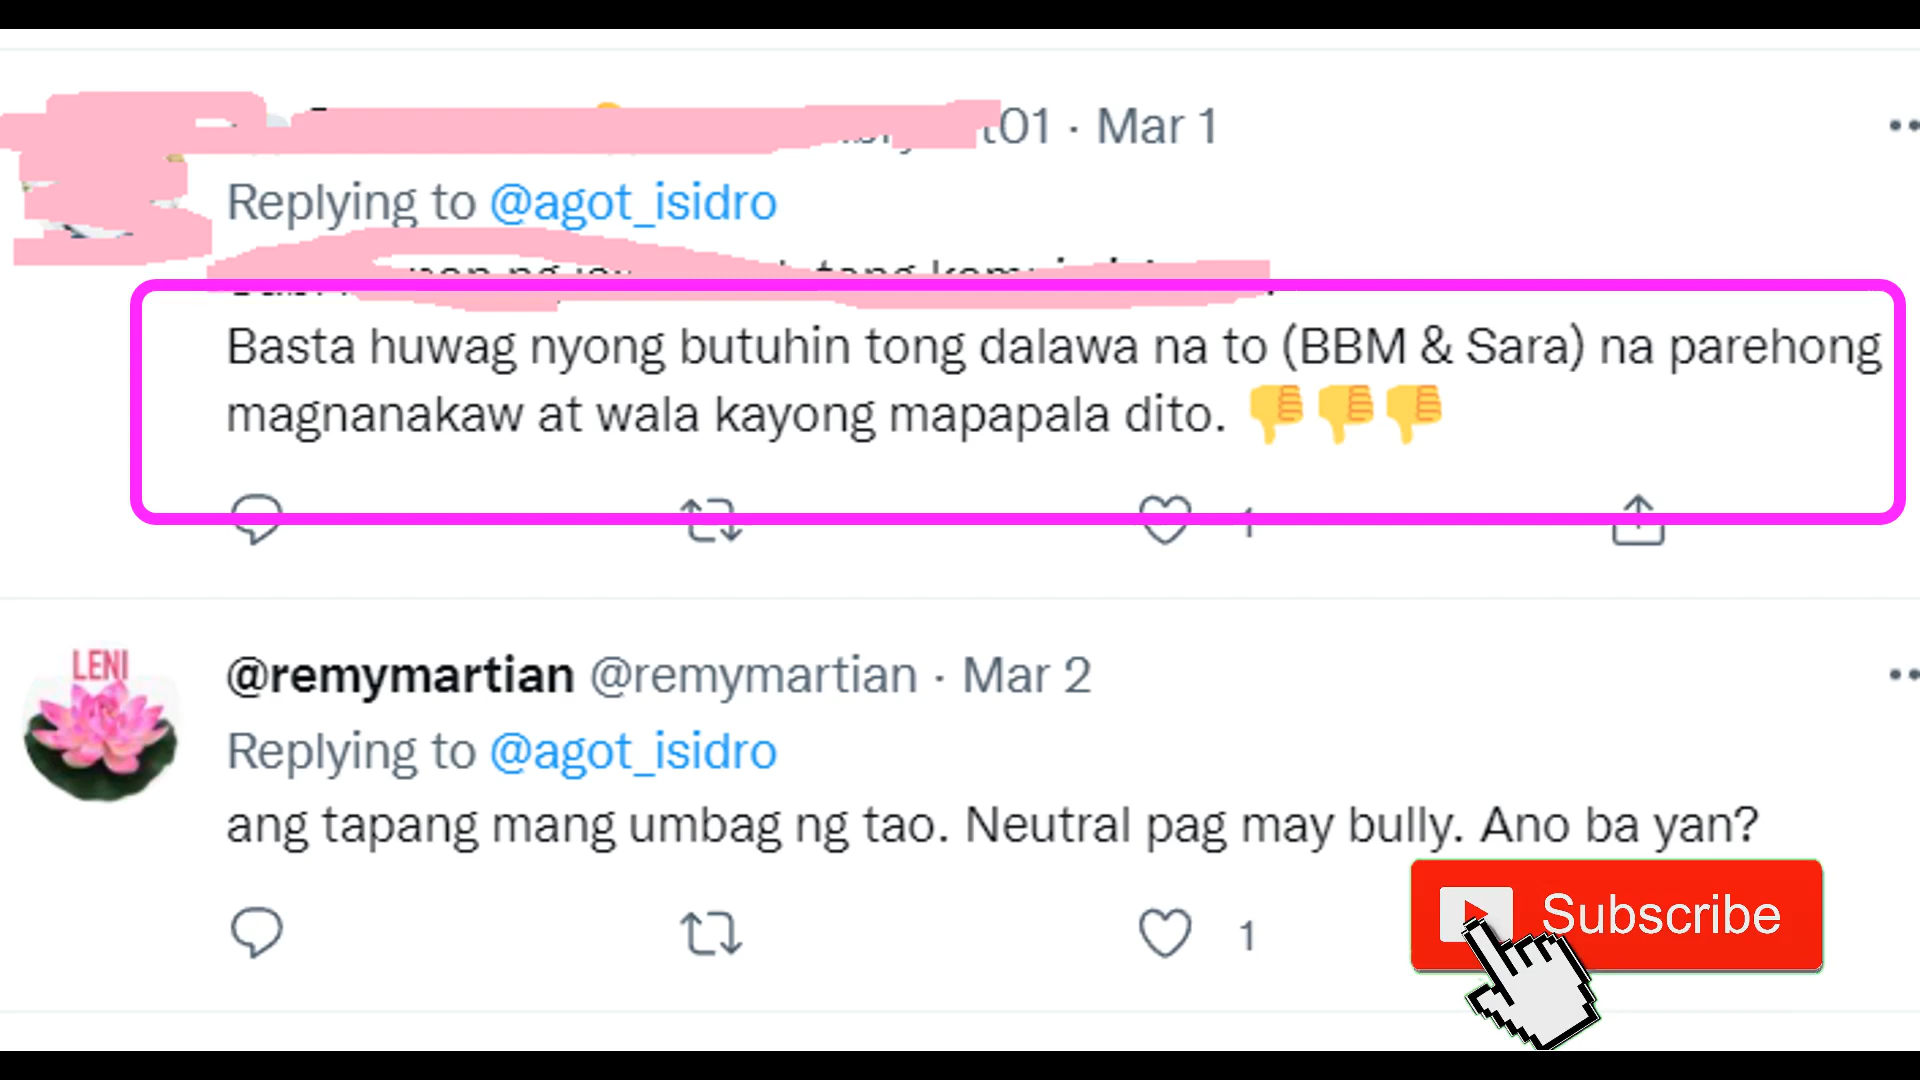 t01 · Mar 1
Replying to @agot_isidro
Basta huwag nyong butuhin tong dalawa na to (BBM & Sara) na parehong
magnanakaw at wala kayong mapapala dito. 👎👎👎
1
LENI
@remymartian @remymartian · Mar 2
Replying to @agot_isidro
ang tapang mang umbag ng tao. Neutral pag may bully. Ano ba yan?
1
Subscribe